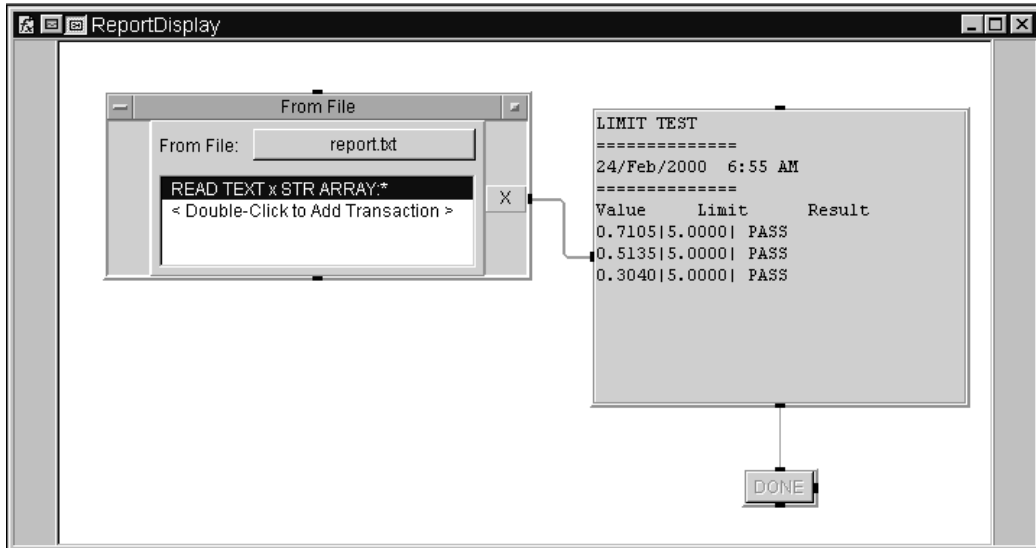 ReportDisplay
From File
From File: report.txt
READ TEXT x STR ARRAY:*
< Double-Click to Add Transaction >
X
LIMIT TEST
==============
24/Feb/2000  6:55 AM
==============
Value     Limit      Result
0.7105|5.0000| PASS
0.5135|5.0000| PASS
0.3040|5.0000| PASS
DONE